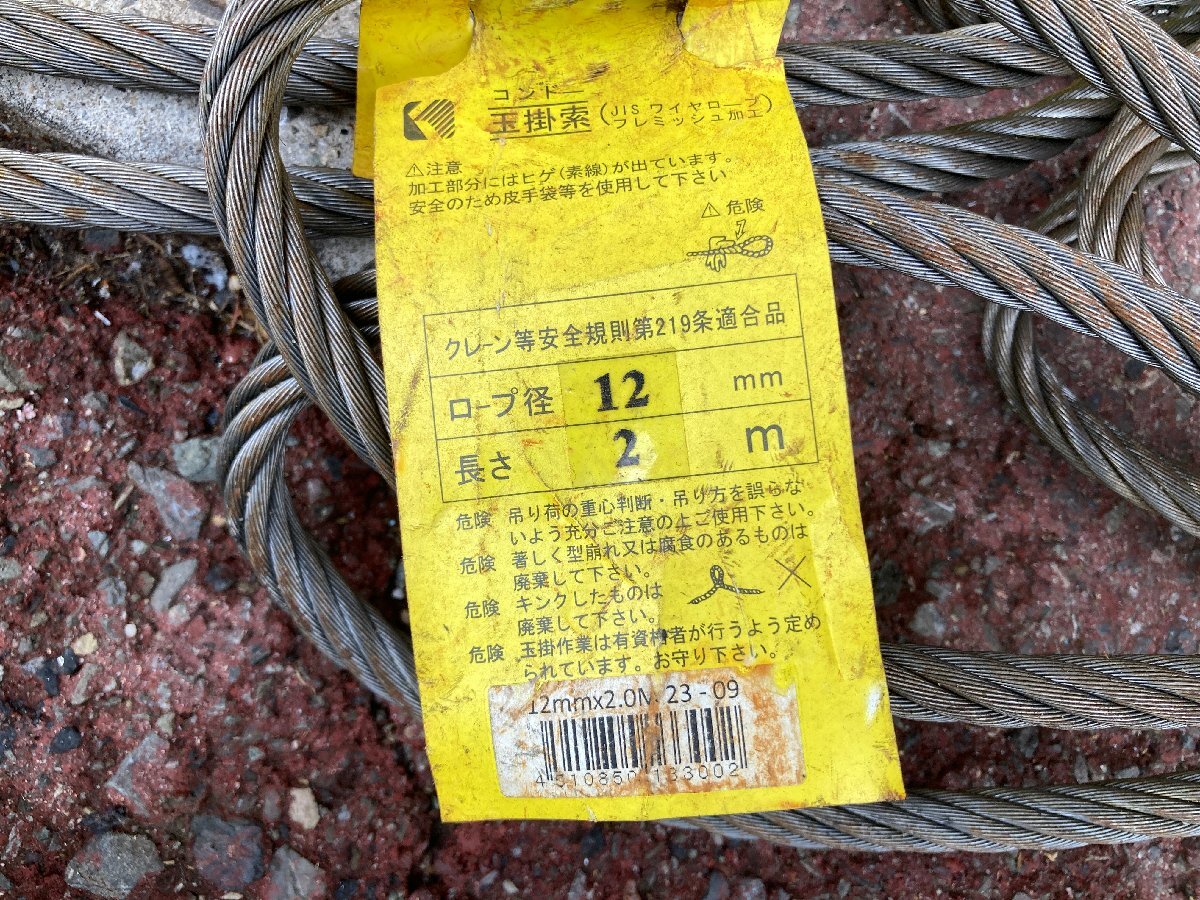 コンドー
玉掛索(JIS ワイヤロープ
フレミッシュ加工)
⚠注意
加工部分にはヒゲ(素線)が出ています。
安全のため皮手袋等を使用して下さい
⚠危険
クレーン等安全規則第219条適合品
ロープ径 12 mm
長さ 2 m
危険 吊り荷の重心判断・吊り方を誤らな
いよう充分ご注意の上ご使用下さい。
危険 著しく型崩れ又は腐食のあるものは
廃棄して下さい。
危険 キンクしたものは
廃棄して下さい。
危険 玉掛作業は有資格者が行うよう定め
られています。お守り下さい。
12mmx2.0M 23-09